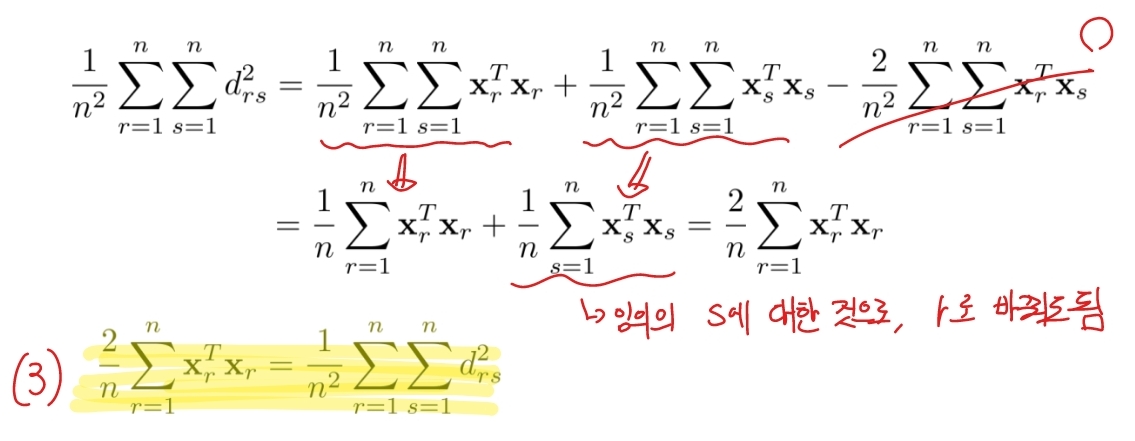 $\frac{1}{n^2} \sum_{r=1}^{n} \sum_{s=1}^{n} d_{rs}^2 = \frac{1}{n^2} \sum_{r=1}^{n} \sum_{s=1}^{n} \mathbf{x}_r^T \mathbf{x}_r + \frac{1}{n^2} \sum_{r=1}^{n} \sum_{s=1}^{n} \mathbf{x}_s^T \mathbf{x}_s - \frac{2}{n^2} \sum_{r=1}^{n} \sum_{s=1}^{n} \mathbf{x}_r^T \mathbf{x}_s$ 0
$= \frac{1}{n} \sum_{r=1}^{n} \mathbf{x}_r^T \mathbf{x}_r + \frac{1}{n} \sum_{s=1}^{n} \mathbf{x}_s^T \mathbf{x}_s = \frac{2}{n} \sum_{r=1}^{n} \mathbf{x}_r^T \mathbf{x}_r$
↳ 임의의 s에 대한 것으로, r로 바꿔도 됨
(3) $\frac{2}{n} \sum_{r=1}^{n} \mathbf{x}_r^T \mathbf{x}_r = \frac{1}{n^2} \sum_{r=1}^{n} \sum_{s=1}^{n} d_{rs}^2$